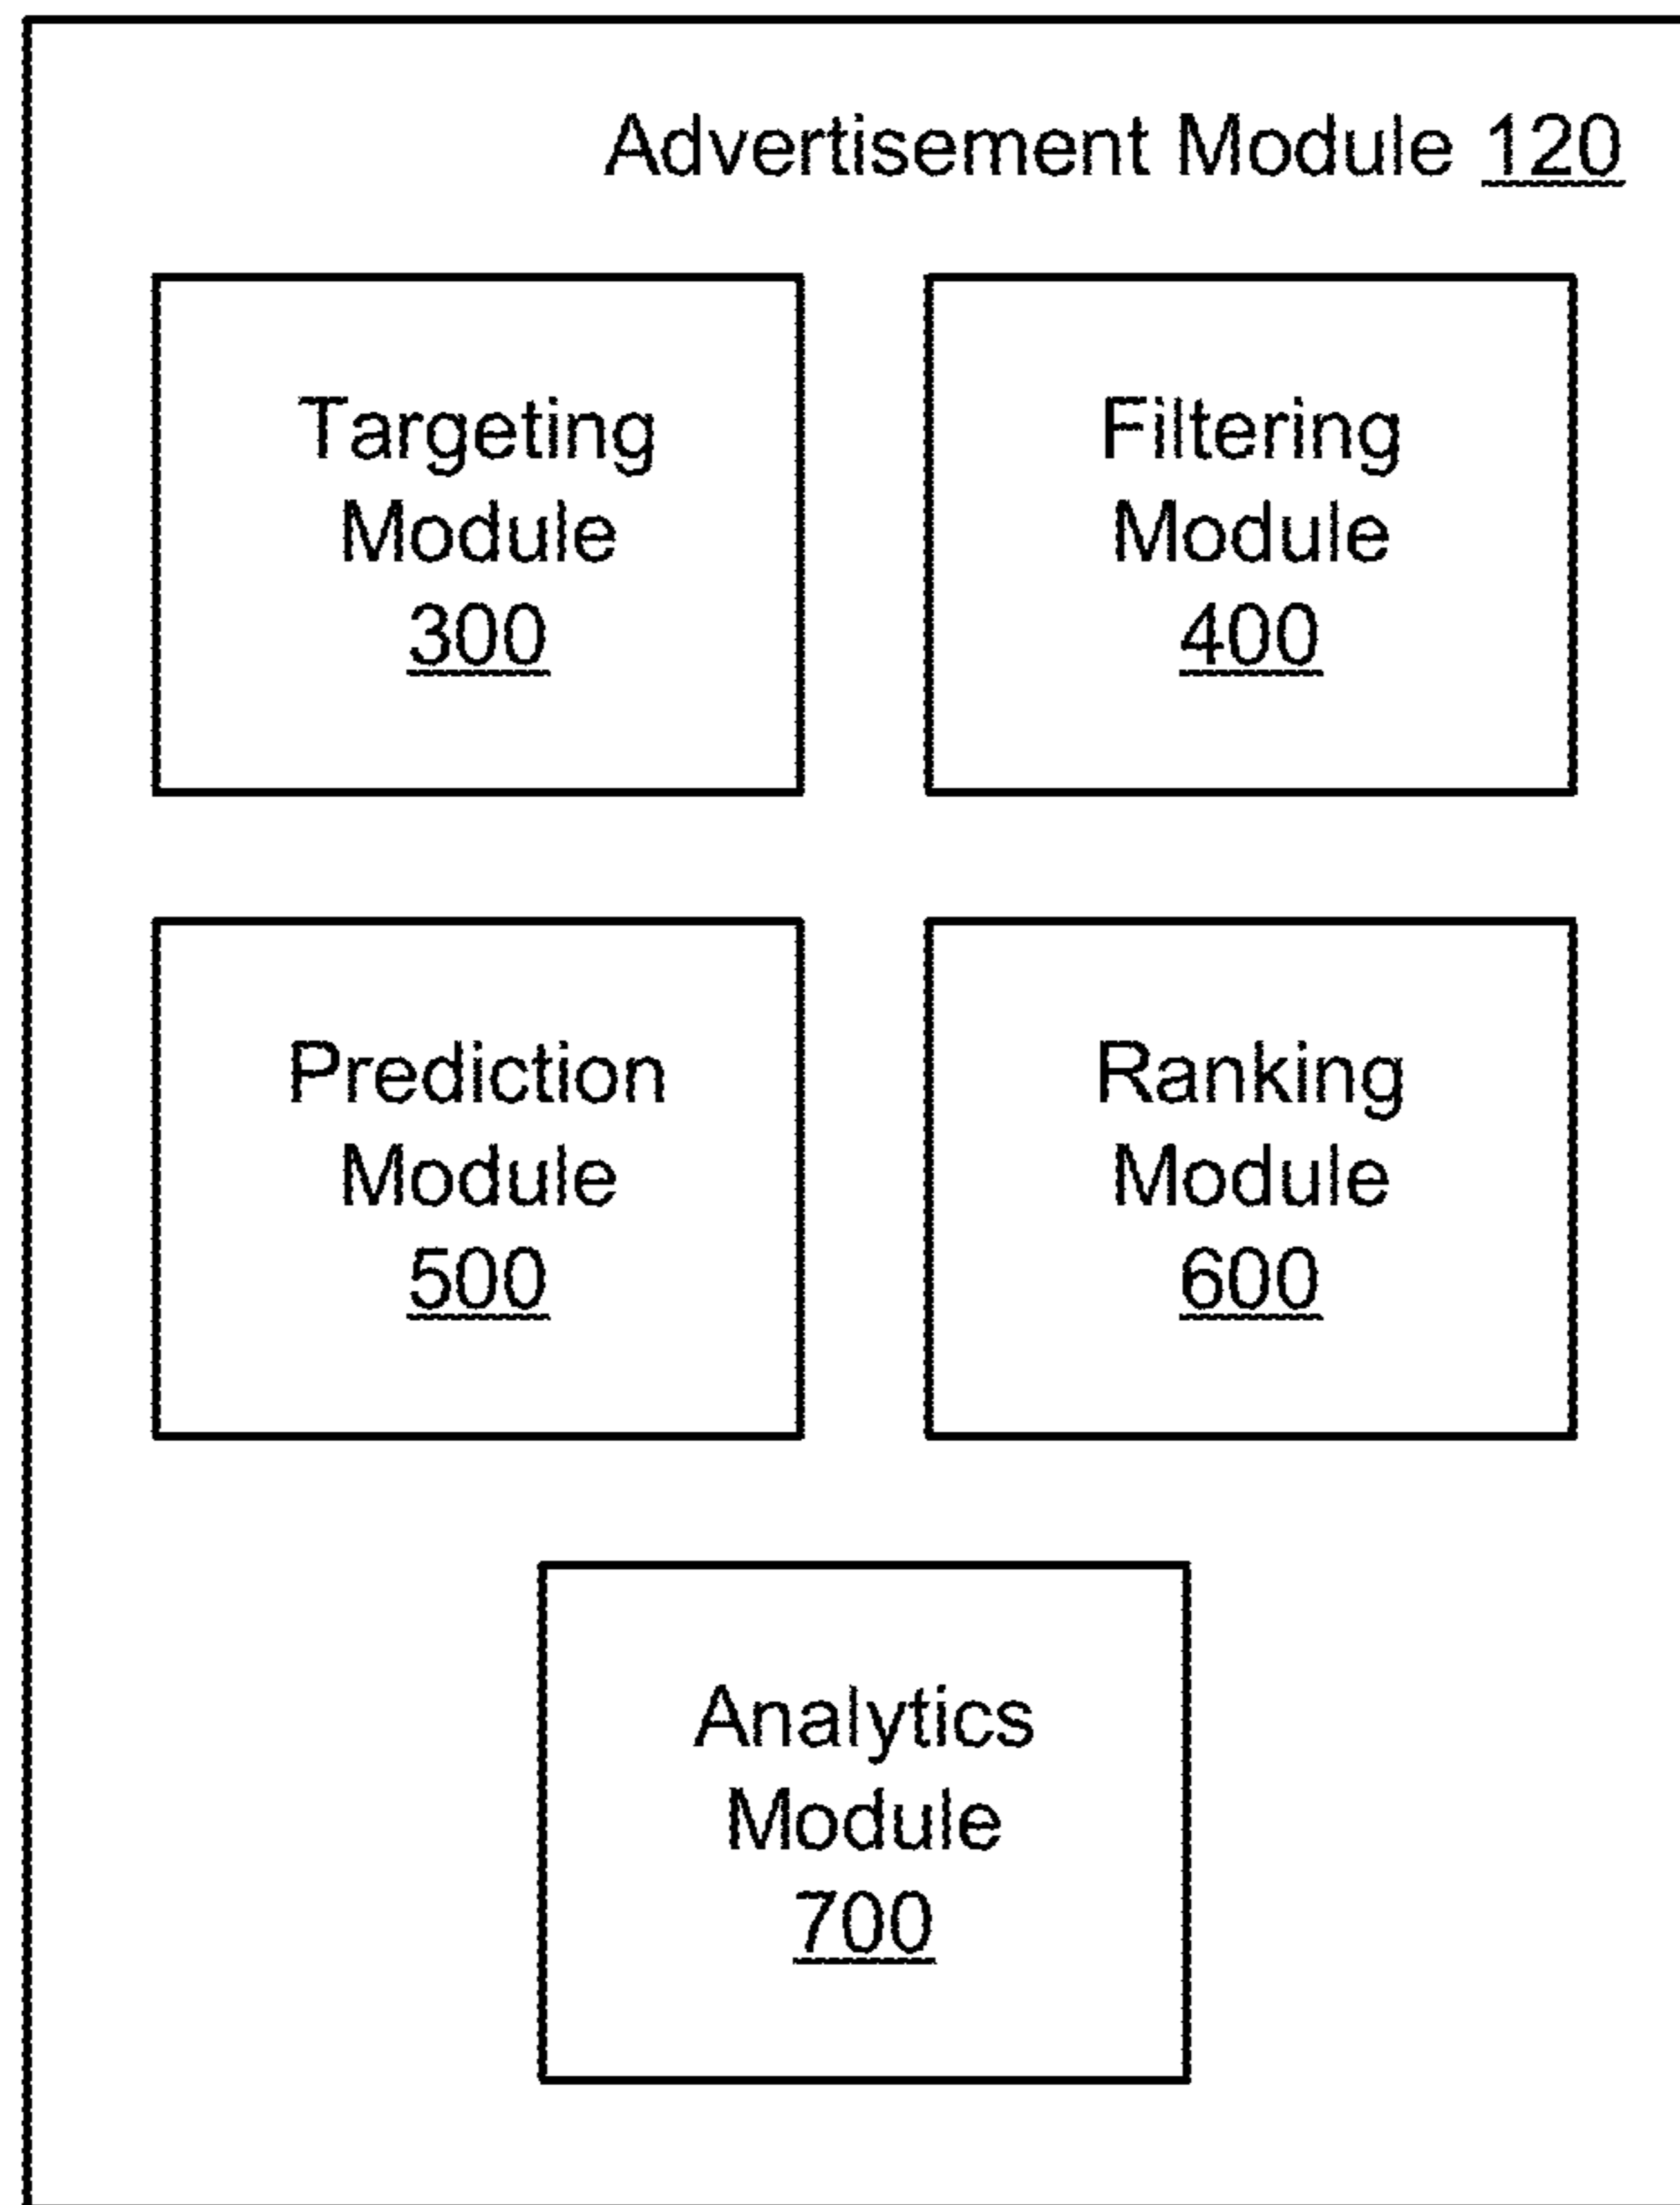 Advertisement Module 120
Targeting
Module
300
Filtering
Module
400
Prediction
Module
500
Ranking
Module
600
Analytics
Module
700